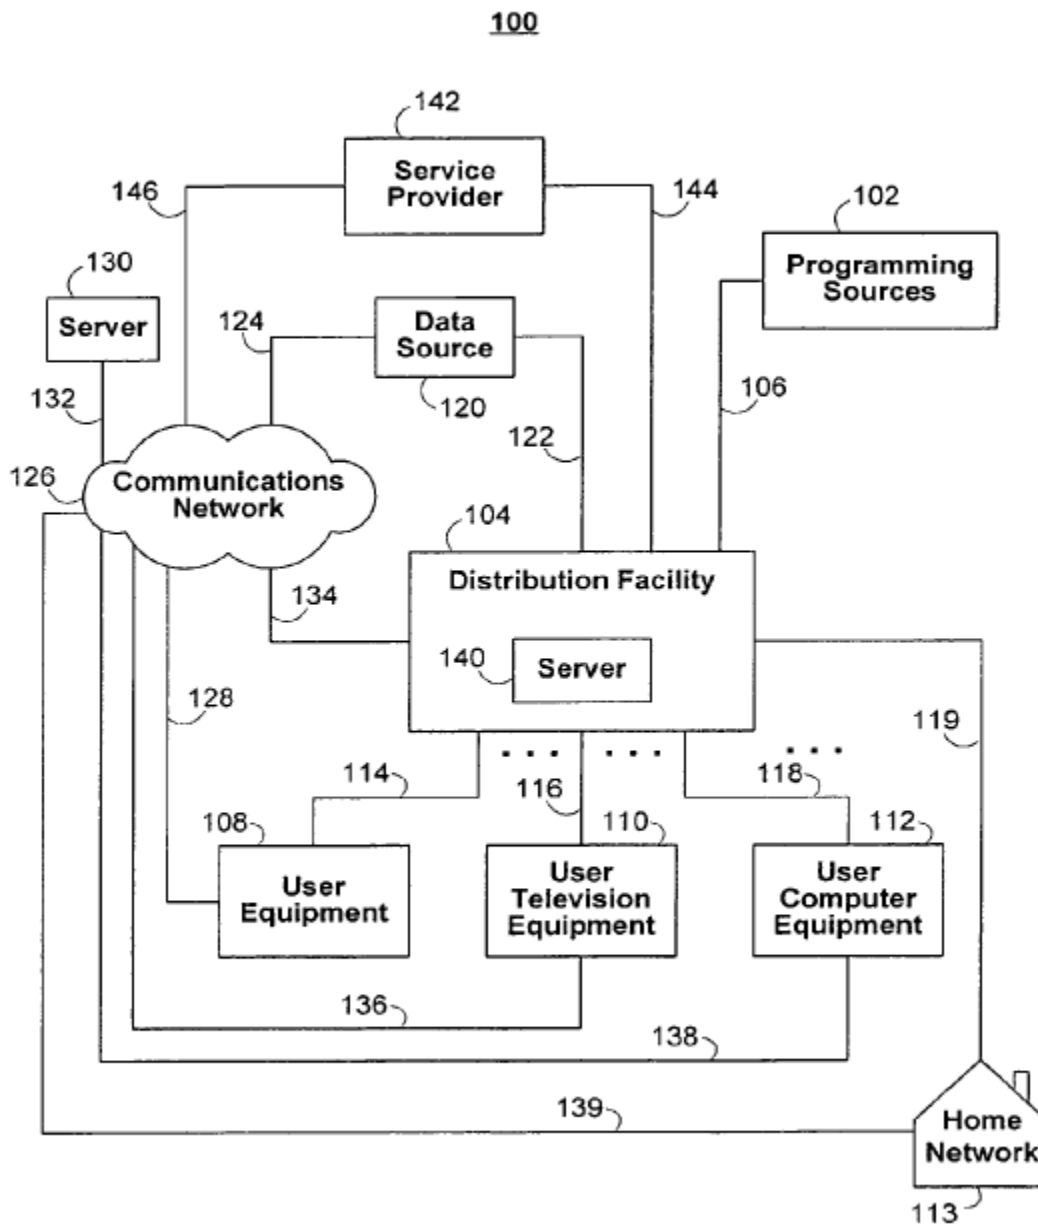 100
142
Service
Provider
146
144
102
Programming
Sources
130
Server
124
Data
Source
120
132
106
122
126
Communications
Network
104
Distribution Facility
134
140
Server
128
119
. . .
. . .
. . .
114
116
118
108
User
Equipment
110
User
Television
Equipment
112
User
Computer
Equipment
136
138
139
Home
Network
113